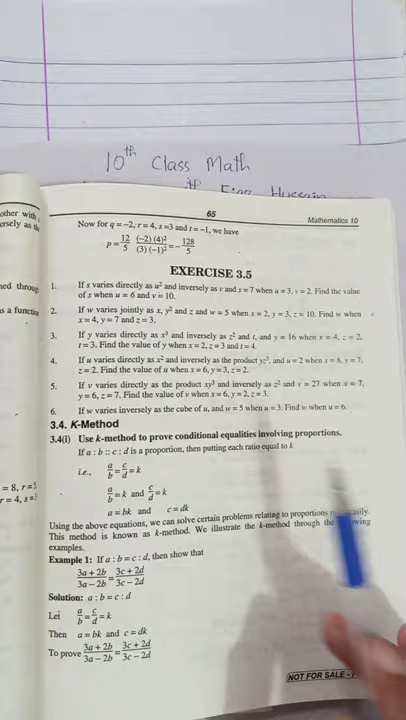 10th Class Math
Hussain
65
Mathematics 10
Now for q = −2, r = 4, s = 3 and t = −1, we have
p = 12/5 (−2)(4)²/(3)(−1)² = −128/5
EXERCISE 3.5
1. If s varies directly as u² and inversely as v and s = 7 when u = 3, v = 2. Find the value
of s when u = 6 and v = 10.
2. If w varies jointly as x, y² and z and w = 5 when x = 2, y = 3, z = 10. Find w when
x = 4, y = 7 and z = 3.
3. If y varies directly as x³ and inversely as z² and t, and y = 16 when x = 4, z = 2,
t = 3. Find the value of y when x = 2, z = 3 and t = 4.
4. If u varies directly as x² and inversely as the product yz³, and u = 2 when x = 8, y = 7,
z = 2. Find the value of u when x = 6, y = 3, z = 2.
5. If v varies directly as the product xy³ and inversely as z² and v = 27 when x = 7,
y = 6, z = 7. Find the value of v when x = 6, y = 2, z = 3.
6. If w varies inversely as the cube of u, and w = 5 when u = 3. Find w when u = 6.
3.4. K-Method
3.4(i) Use k-method to prove conditional equalities involving proportions.
If a : b :: c : d is a proportion, then putting each ratio equal to k
i.e., a/b = c/d = k
a/b = k and c/d = k
a = bk and c = dk
Using the above equations, we can solve certain problems relating to proportions
This method is known as k-method. We illustrate the k-method through the
examples.
Example 1: If a : b = c : d, then show that
3a + 2b/3a − 2b = 3c + 2d/3c − 2d
Solution: a : b = c : d
Let a/b = c/d = k
Then a = bk and c = dk
To prove 3a + 2b/3a − 2b = 3c + 2d/3c − 2d
NOT FOR SALE –
other with
ersely as
s a function
= 8, r =
r = 4, s =